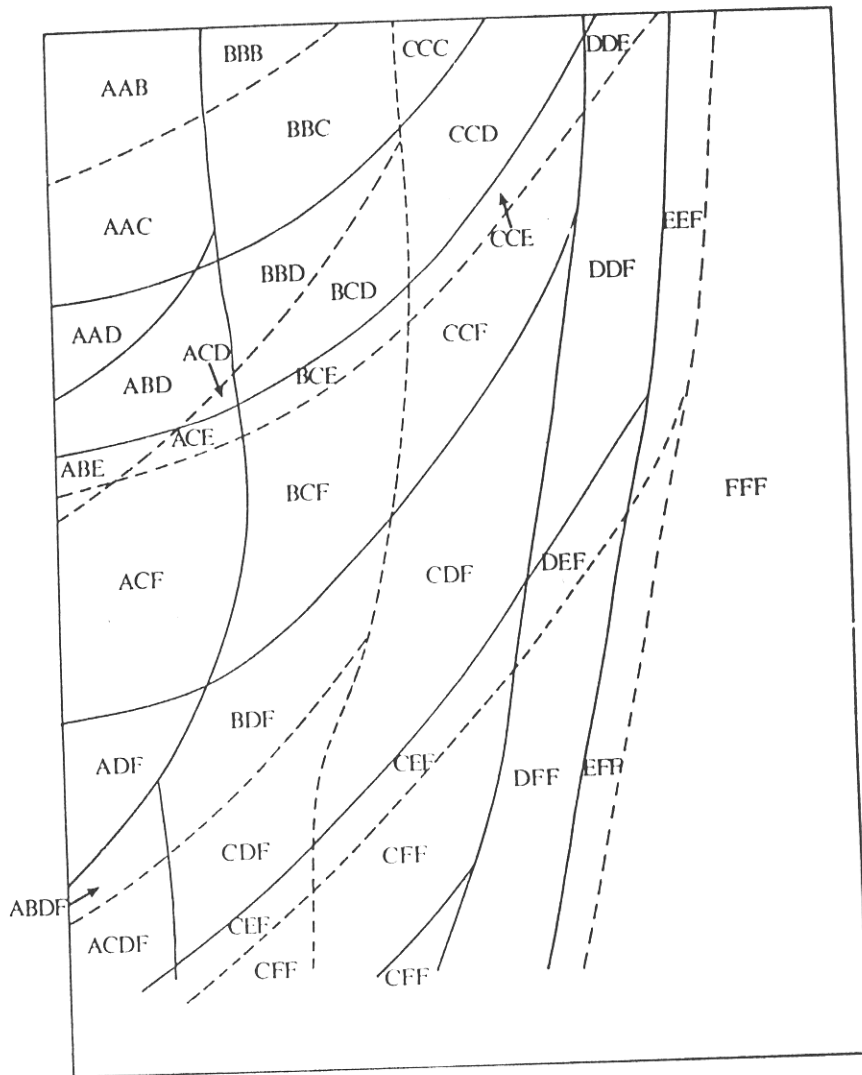 BBB
CCC
DDE
AAB
BBC
CCD
AAC
EEF
CCE
BBD
DDF
BCD
AAD
CCF
ACD
ABD
BCE
ACE
ABE
BCF
FFF
ACF
CDF
DEF
BDF
ADF
CEF
DFF
EFF
CDF
CFF
ABDF
CEF
ACDF
CFF
CFF